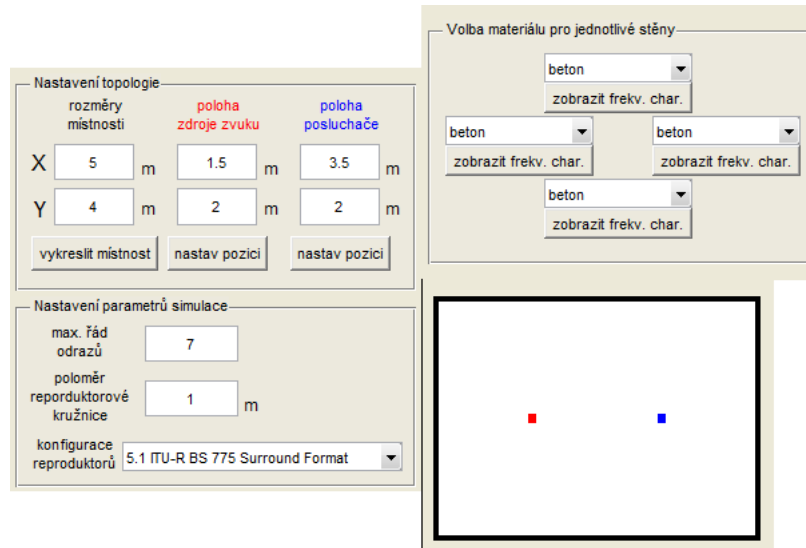 Volba materiálu pro jednotlivé stěny
beton
zobrazit frekv. char.
beton beton
zobrazit frekv. char. zobrazit frekv. char.
beton
zobrazit frekv. char.
Nastavení topologie
rozměry poloha poloha
místnosti zdroje zvuku posluchače
X 5 m 1.5 m 3.5 m
Y 4 m 2 m 2 m
vykreslit místnost nastav pozici nastav pozici
Nastavení parametrů simulace
max. řád
odrazů 7
poloměr
reporduktorové 1 m
kružnice
konfigurace
reproduktorů 5.1 ITU-R BS 775 Surround Format